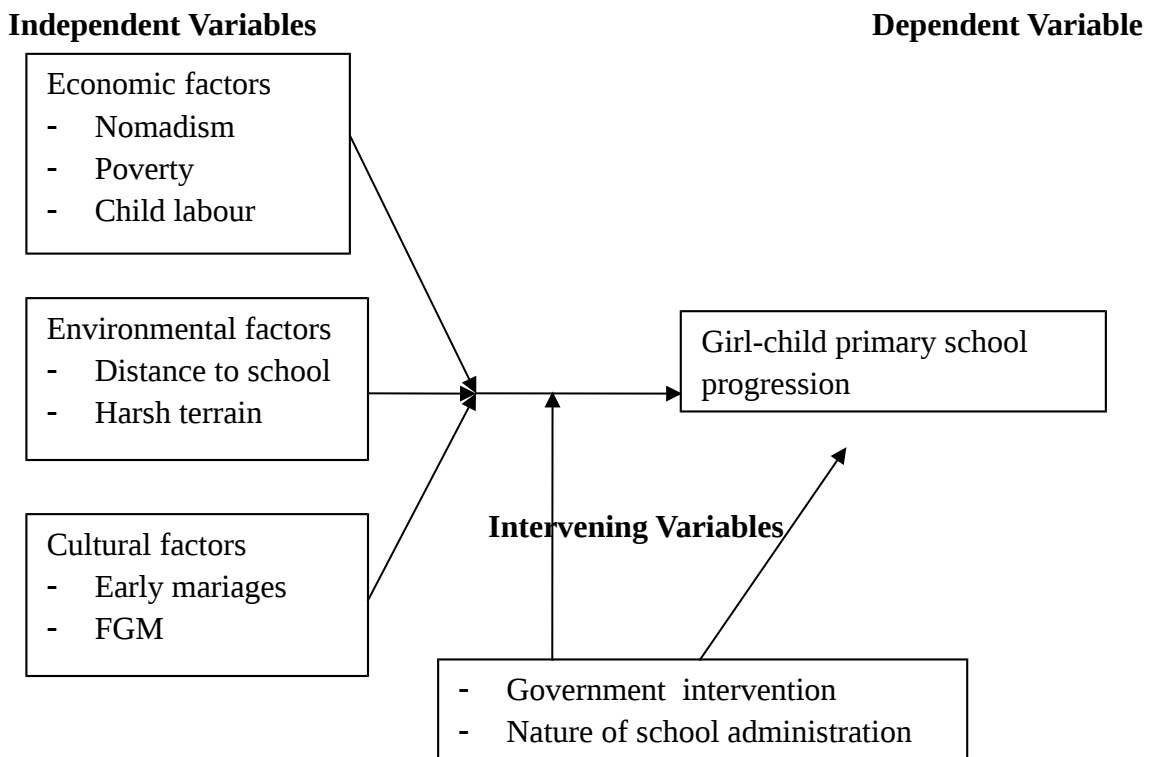 Independent Variables
Dependent Variable
Economic factors
- Nomadism
- Poverty
- Child labour
Environmental factors
- Distance to school
- Harsh terrain
Girl-child primary school
progression
Cultural factors
- Early mariages
- FGM
Intervening Variables
- Government intervention
- Nature of school administration